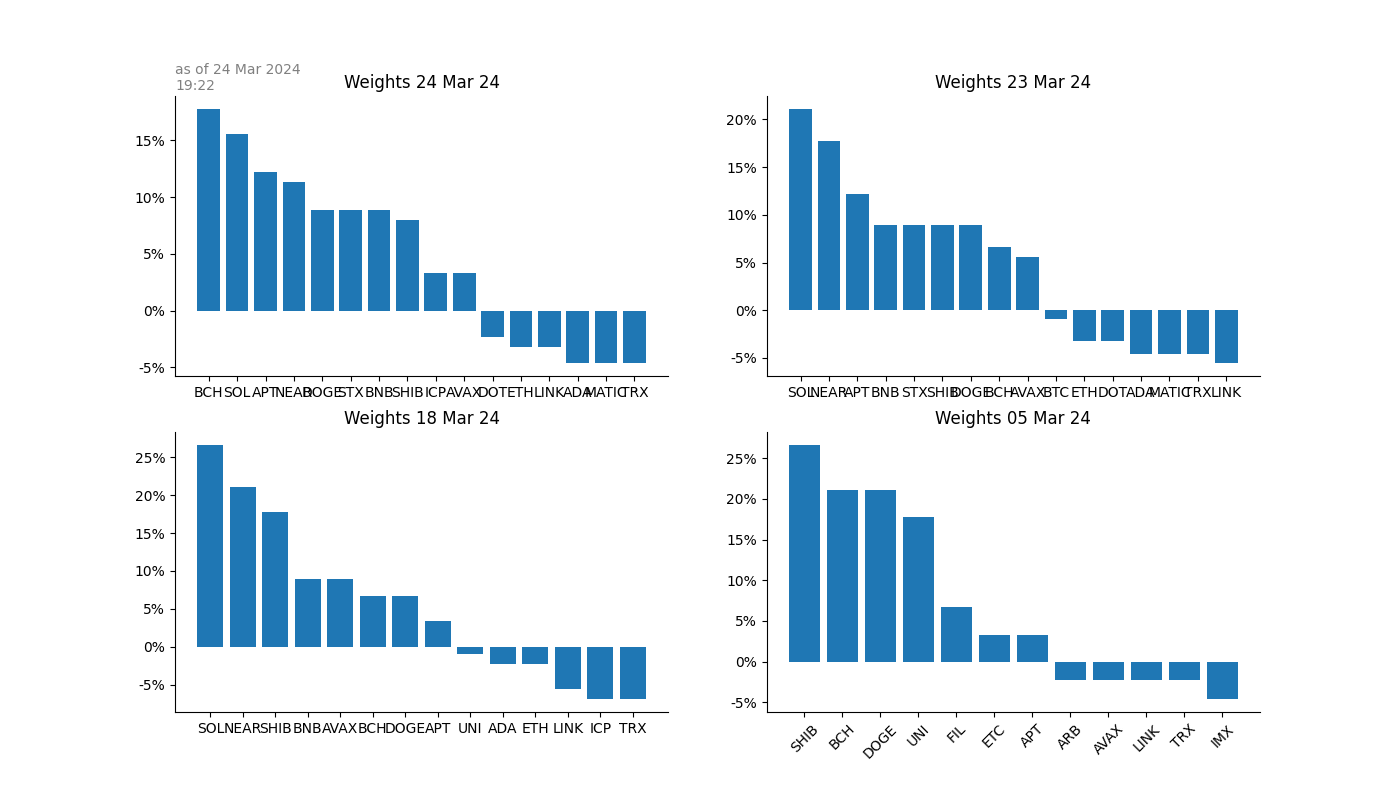 as of 24 Mar 2024
19:22
Weights 24 Mar 24
15%
10%
5%
0%
-5%
BCH SOL APT NEAR DOGE STX BNB SHIB ICP AVAX DOT ETH LINK ADA MATIC TRX
Weights 23 Mar 24
20%
15%
10%
5%
0%
-5%
SOL NEAR APT BNB STX SHIB DOGE BCH AVAX BTC ETH DOT ADA MATIC TRX LINK
Weights 18 Mar 24
25%
20%
15%
10%
5%
0%
-5%
SOL NEAR SHIB BNB AVAX BCH DOGE APT UNI ADA ETH LINK ICP TRX
Weights 05 Mar 24
25%
20%
15%
10%
5%
0%
-5%
SHIB BCH DOGE UNI FIL ETC APT ARB AVAX LINK TRX IMX